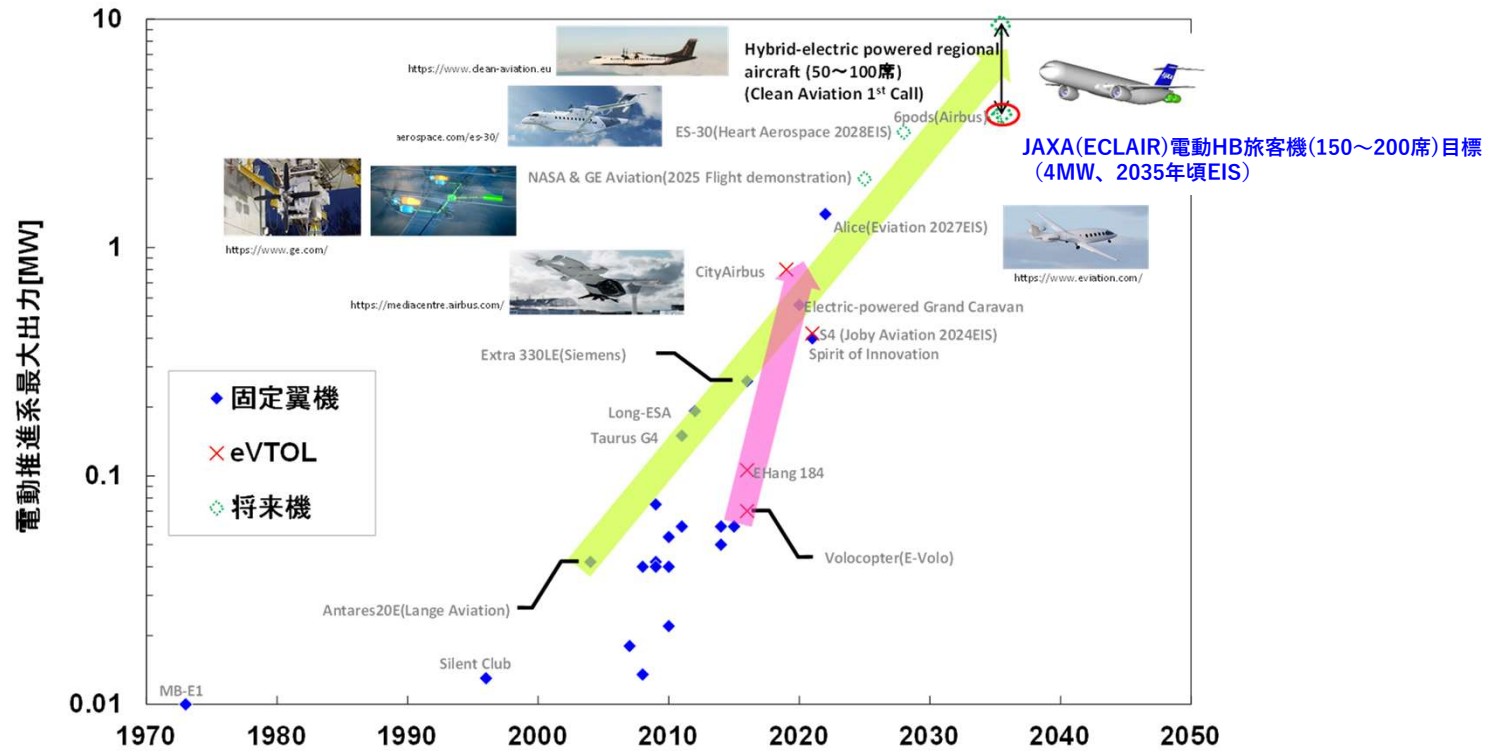 電動推進系最大出力[MW]
10
1
0.1
0.01
1970
1980
1990
2000
2010
2020
2030
2040
2050
https://www.clean-aviation.eu
Hybrid-electric powered regional
aircraft (50～100席)
(Clean Aviation 1st Call)
aerospace.com/es-30/
ES-30(Heart Aerospace 2028EIS)
6pods(Airbus)
JAXA(ECLAIR)電動HB旅客機(150～200席)目標
（4MW、2035年頃EIS）
NASA & GE Aviation(2025 Flight demonstration)
https://www.ge.com/
Alice(Eviation 2027EIS)
https://www.eviation.com/
CityAirbus
https://mediacentre.airbus.com/
Electric-powered Grand Caravan
S4 (Joby Aviation 2024EIS)
Spirit of Innovation
Extra 330LE(Siemens)
Long-ESA
Taurus G4
EHang 184
Volocopter(E-Volo)
Antares20E(Lange Aviation)
Silent Club
MB-E1
固定翼機
eVTOL
将来機